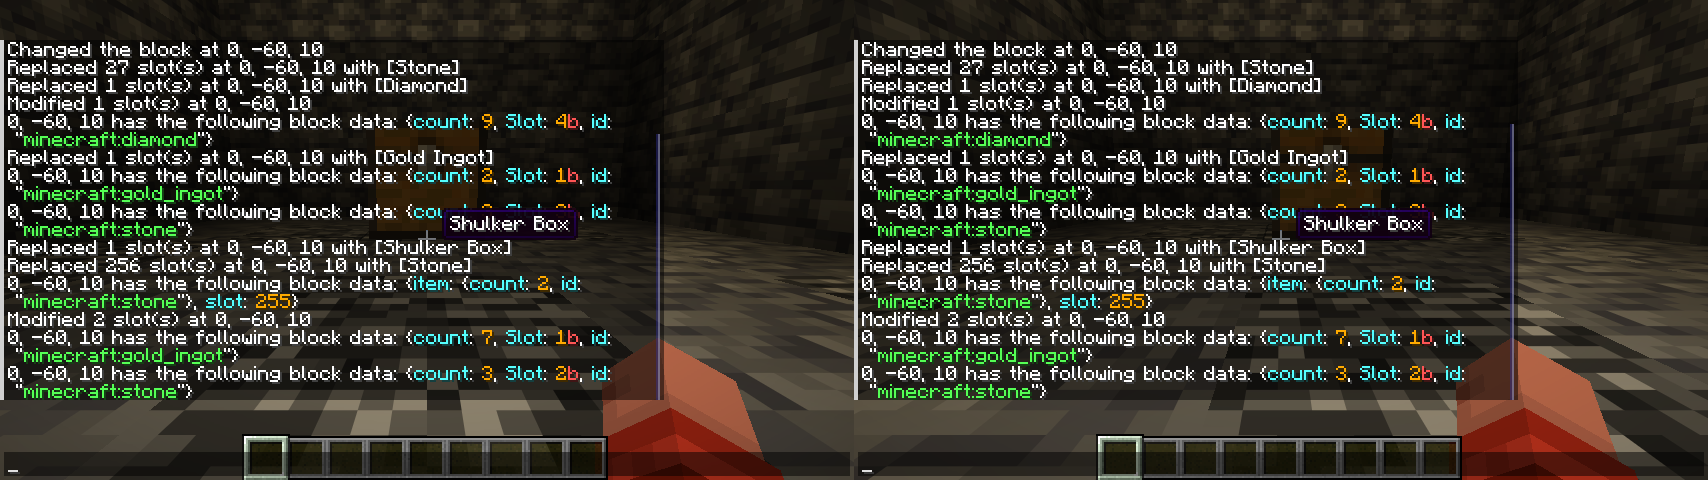 Changed the block at 0, -60, 10
Replaced 27 slot(s) at 0, -60, 10 with [Stone]
Replaced 1 slot(s) at 0, -60, 10 with [Diamond]
Modified 1 slot(s) at 0, -60, 10
0, -60, 10 has the following block data: {count: 9, Slot: 4b, id:
"minecraft:diamond"}
Replaced 1 slot(s) at 0, -60, 10 with [Gold Ingot]
0, -60, 10 has the following block data: {count: 2, Slot: 1b, id:
"minecraft:gold_ingot"}
0, -60, 10 has the following block data: id:
Shulker Box
"minecraft:stone"}
Replaced 1 slot(s) at 0, -60, 10 with [Shulker Box]
Replaced 256 slot(s) at 0, -60, 10 with [Stone]
0, -60, 10 has the following block data: {item: {count: 2, id:
"minecraft:stone"}, slot: 255}
Modified 2 slot(s) at 0, -60, 10
0, -60, 10 has the following block data: {count: 7, Slot: 1b, id:
"minecraft:gold_ingot"}
0, -60, 10 has the following block data: {count: 3, Slot: 2b, id:
"minecraft:stone"}
_
Changed the block at 0, -60, 10
Replaced 27 slot(s) at 0, -60, 10 with [Stone]
Replaced 1 slot(s) at 0, -60, 10 with [Diamond]
Modified 1 slot(s) at 0, -60, 10
0, -60, 10 has the following block data: {count: 9, Slot: 4b, id:
"minecraft:diamond"}
Replaced 1 slot(s) at 0, -60, 10 with [Gold Ingot]
0, -60, 10 has the following block data: {count: 2, Slot: 1b, id:
"minecraft:gold_ingot"}
0, -60, 10 has the following block data: id:
Shulker Box
"minecraft:stone"}
Replaced 1 slot(s) at 0, -60, 10 with [Shulker Box]
Replaced 256 slot(s) at 0, -60, 10 with [Stone]
0, -60, 10 has the following block data: {item: {count: 2, id:
"minecraft:stone"}, slot: 255}
Modified 2 slot(s) at 0, -60, 10
0, -60, 10 has the following block data: {count: 7, Slot: 1b, id:
"minecraft:gold_ingot"}
0, -60, 10 has the following block data: {count: 3, Slot: 2b, id:
"minecraft:stone"}
_